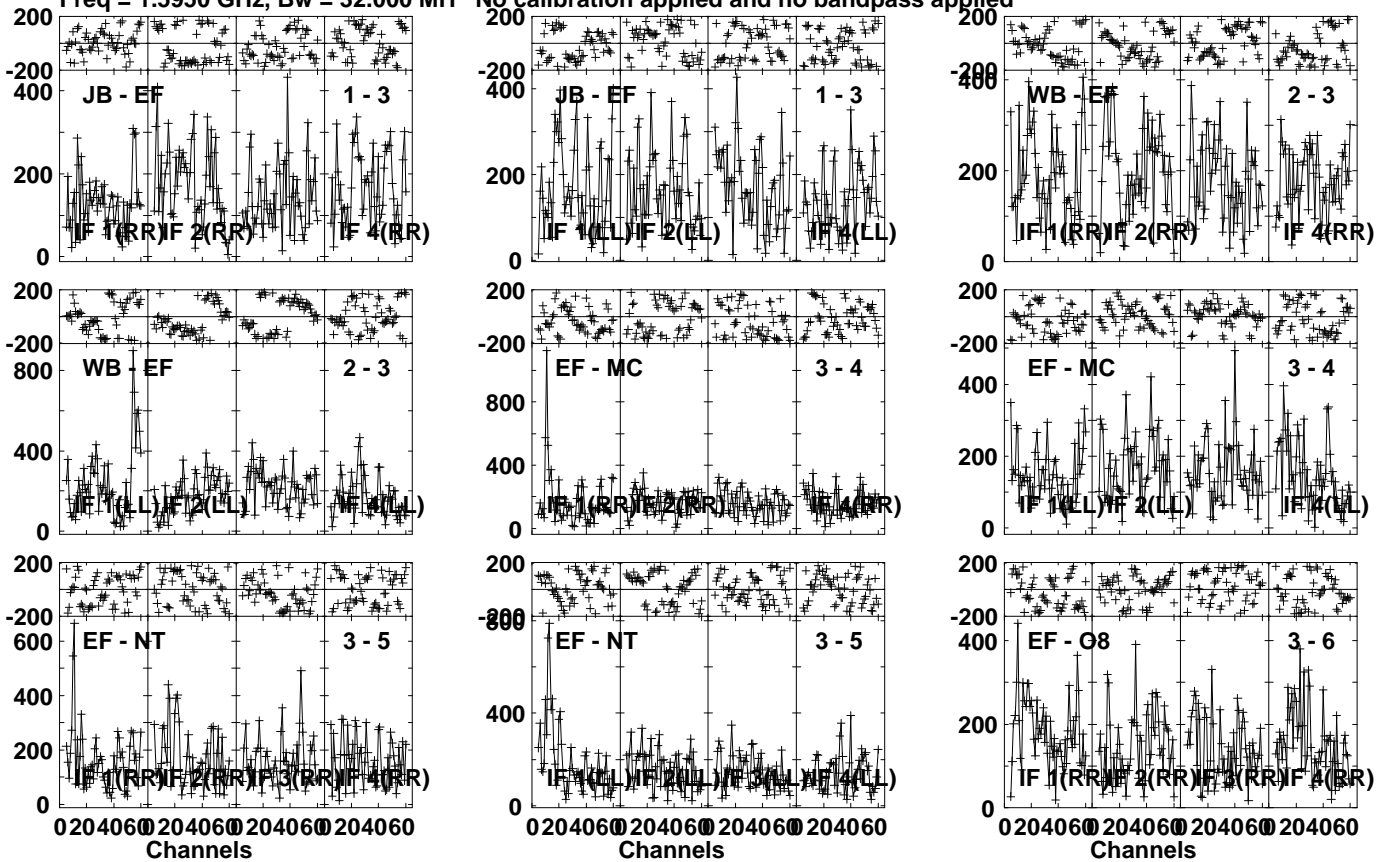 Freq = 1.5950 GHz, Bw = 32.000 MH No calibration applied and no bandpass applied
200 200 200
-200 -200 -200
400 JB - EF 1 - 3 JB - EF 1 - 3 400 WB - EF 2 - 3
400
200 200 200
IF 1(RR) IF 2(RR) IF 4(RR) IF 1(LL) IF 2(LL) IF 4(LL) IF 1(RR) IF 2(RR) IF 4(RR)
0 0 0
200 200 200
-200 -200 -200
WB - EF 2 - 3 EF - MC 3 - 4 EF - MC 3 - 4
800 800 400
400 400 200
IF 1(LL) IF 2(LL) IF 4(LL) IF 1(RR) IF 2(RR) IF 4(RR) IF 1(LL) IF 2(LL) IF 4(LL)
0 0 0
200 200 200
-200 -200 -200
800
600 EF - NT 3 - 5 EF - NT 3 - 5 400 EF - O8 3 - 6
400 400
200 200
IF 1(RR) IF 2(RR) IF 3(RR) IF 4(RR) IF 1(LL) IF 2(LL) IF 3(LL) IF 4(LL) IF 1(RR) IF 2(RR) IF 3(RR) IF 4(RR)
0 0 0
0 20 40 60 0 20 40 60 0 20 40 60 0 20 40 60 0 20 40 60 0 20 40 60 0 20 40 60 0 20 40 60 0 20 40 60 0 20 40 60 0 20 40 60 0 20 40 60
Channels Channels Channels